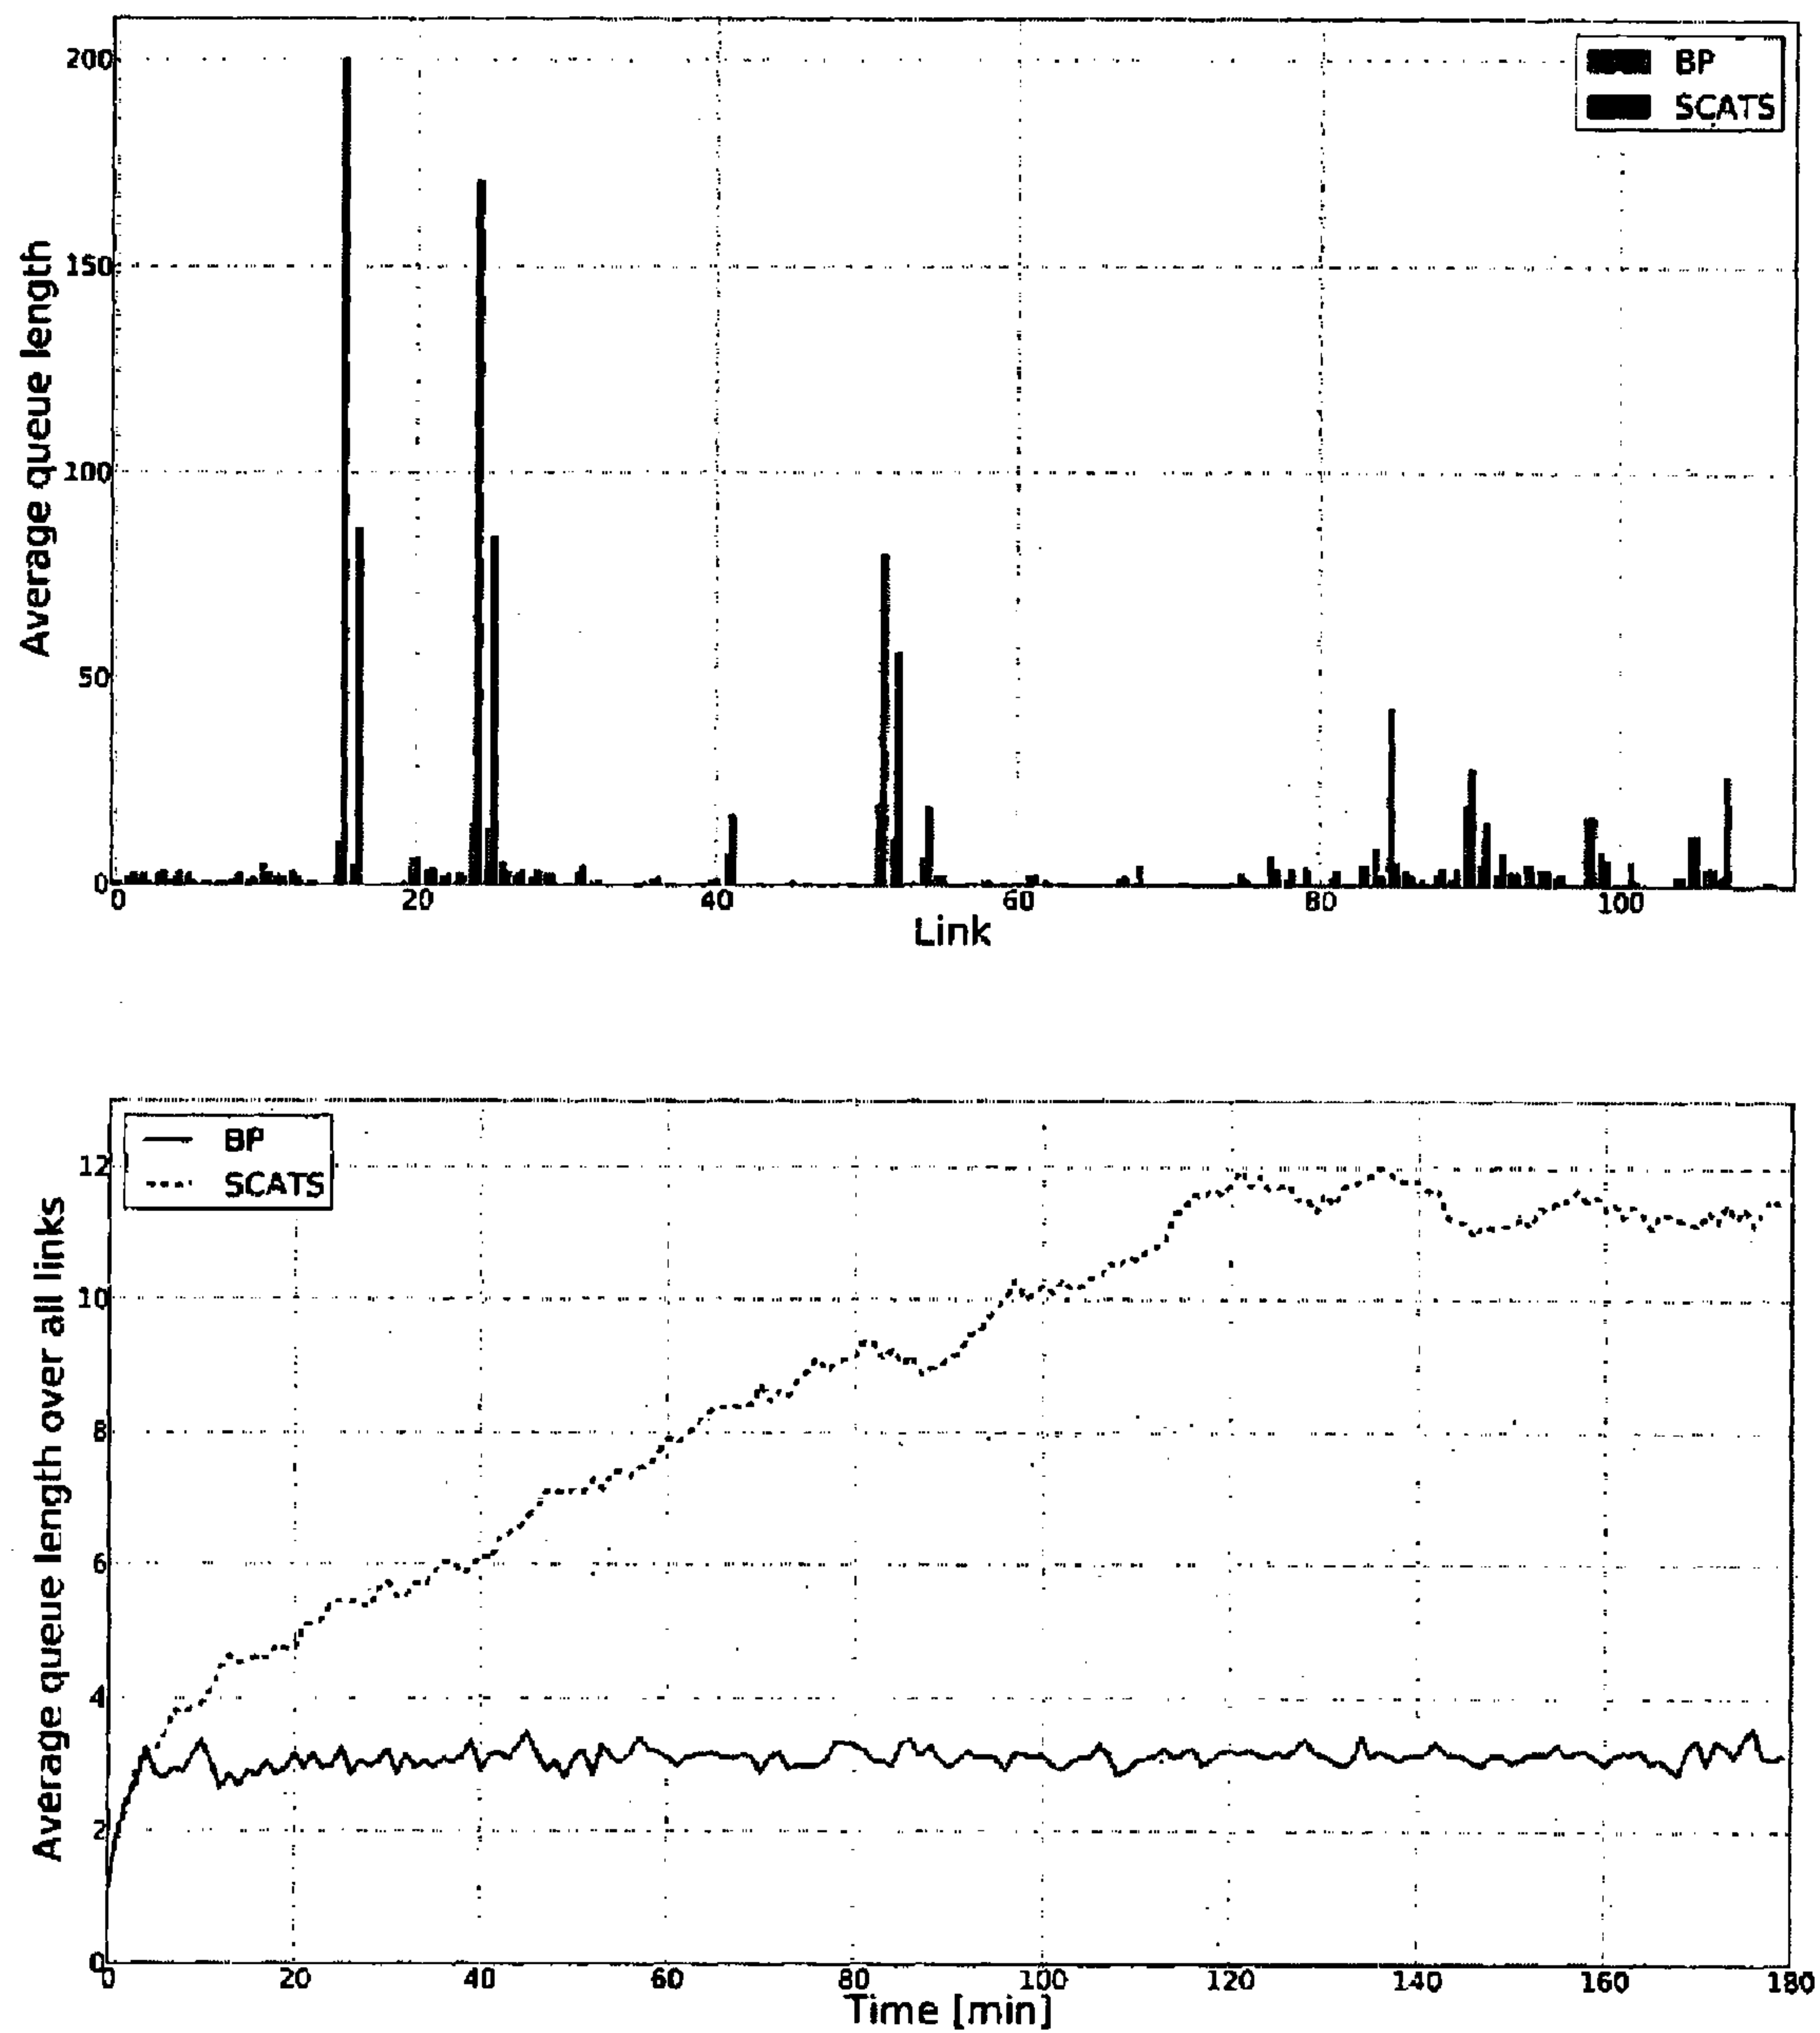 200
150
100
50
0
Average queue length
BP
SCATS
0 20 40 60 80 100
Link
12
10
8
6
4
2
0
Average queue length over all links
BP
SCATS
0 20 40 60 80 100 120 140 160 180
Time [min]